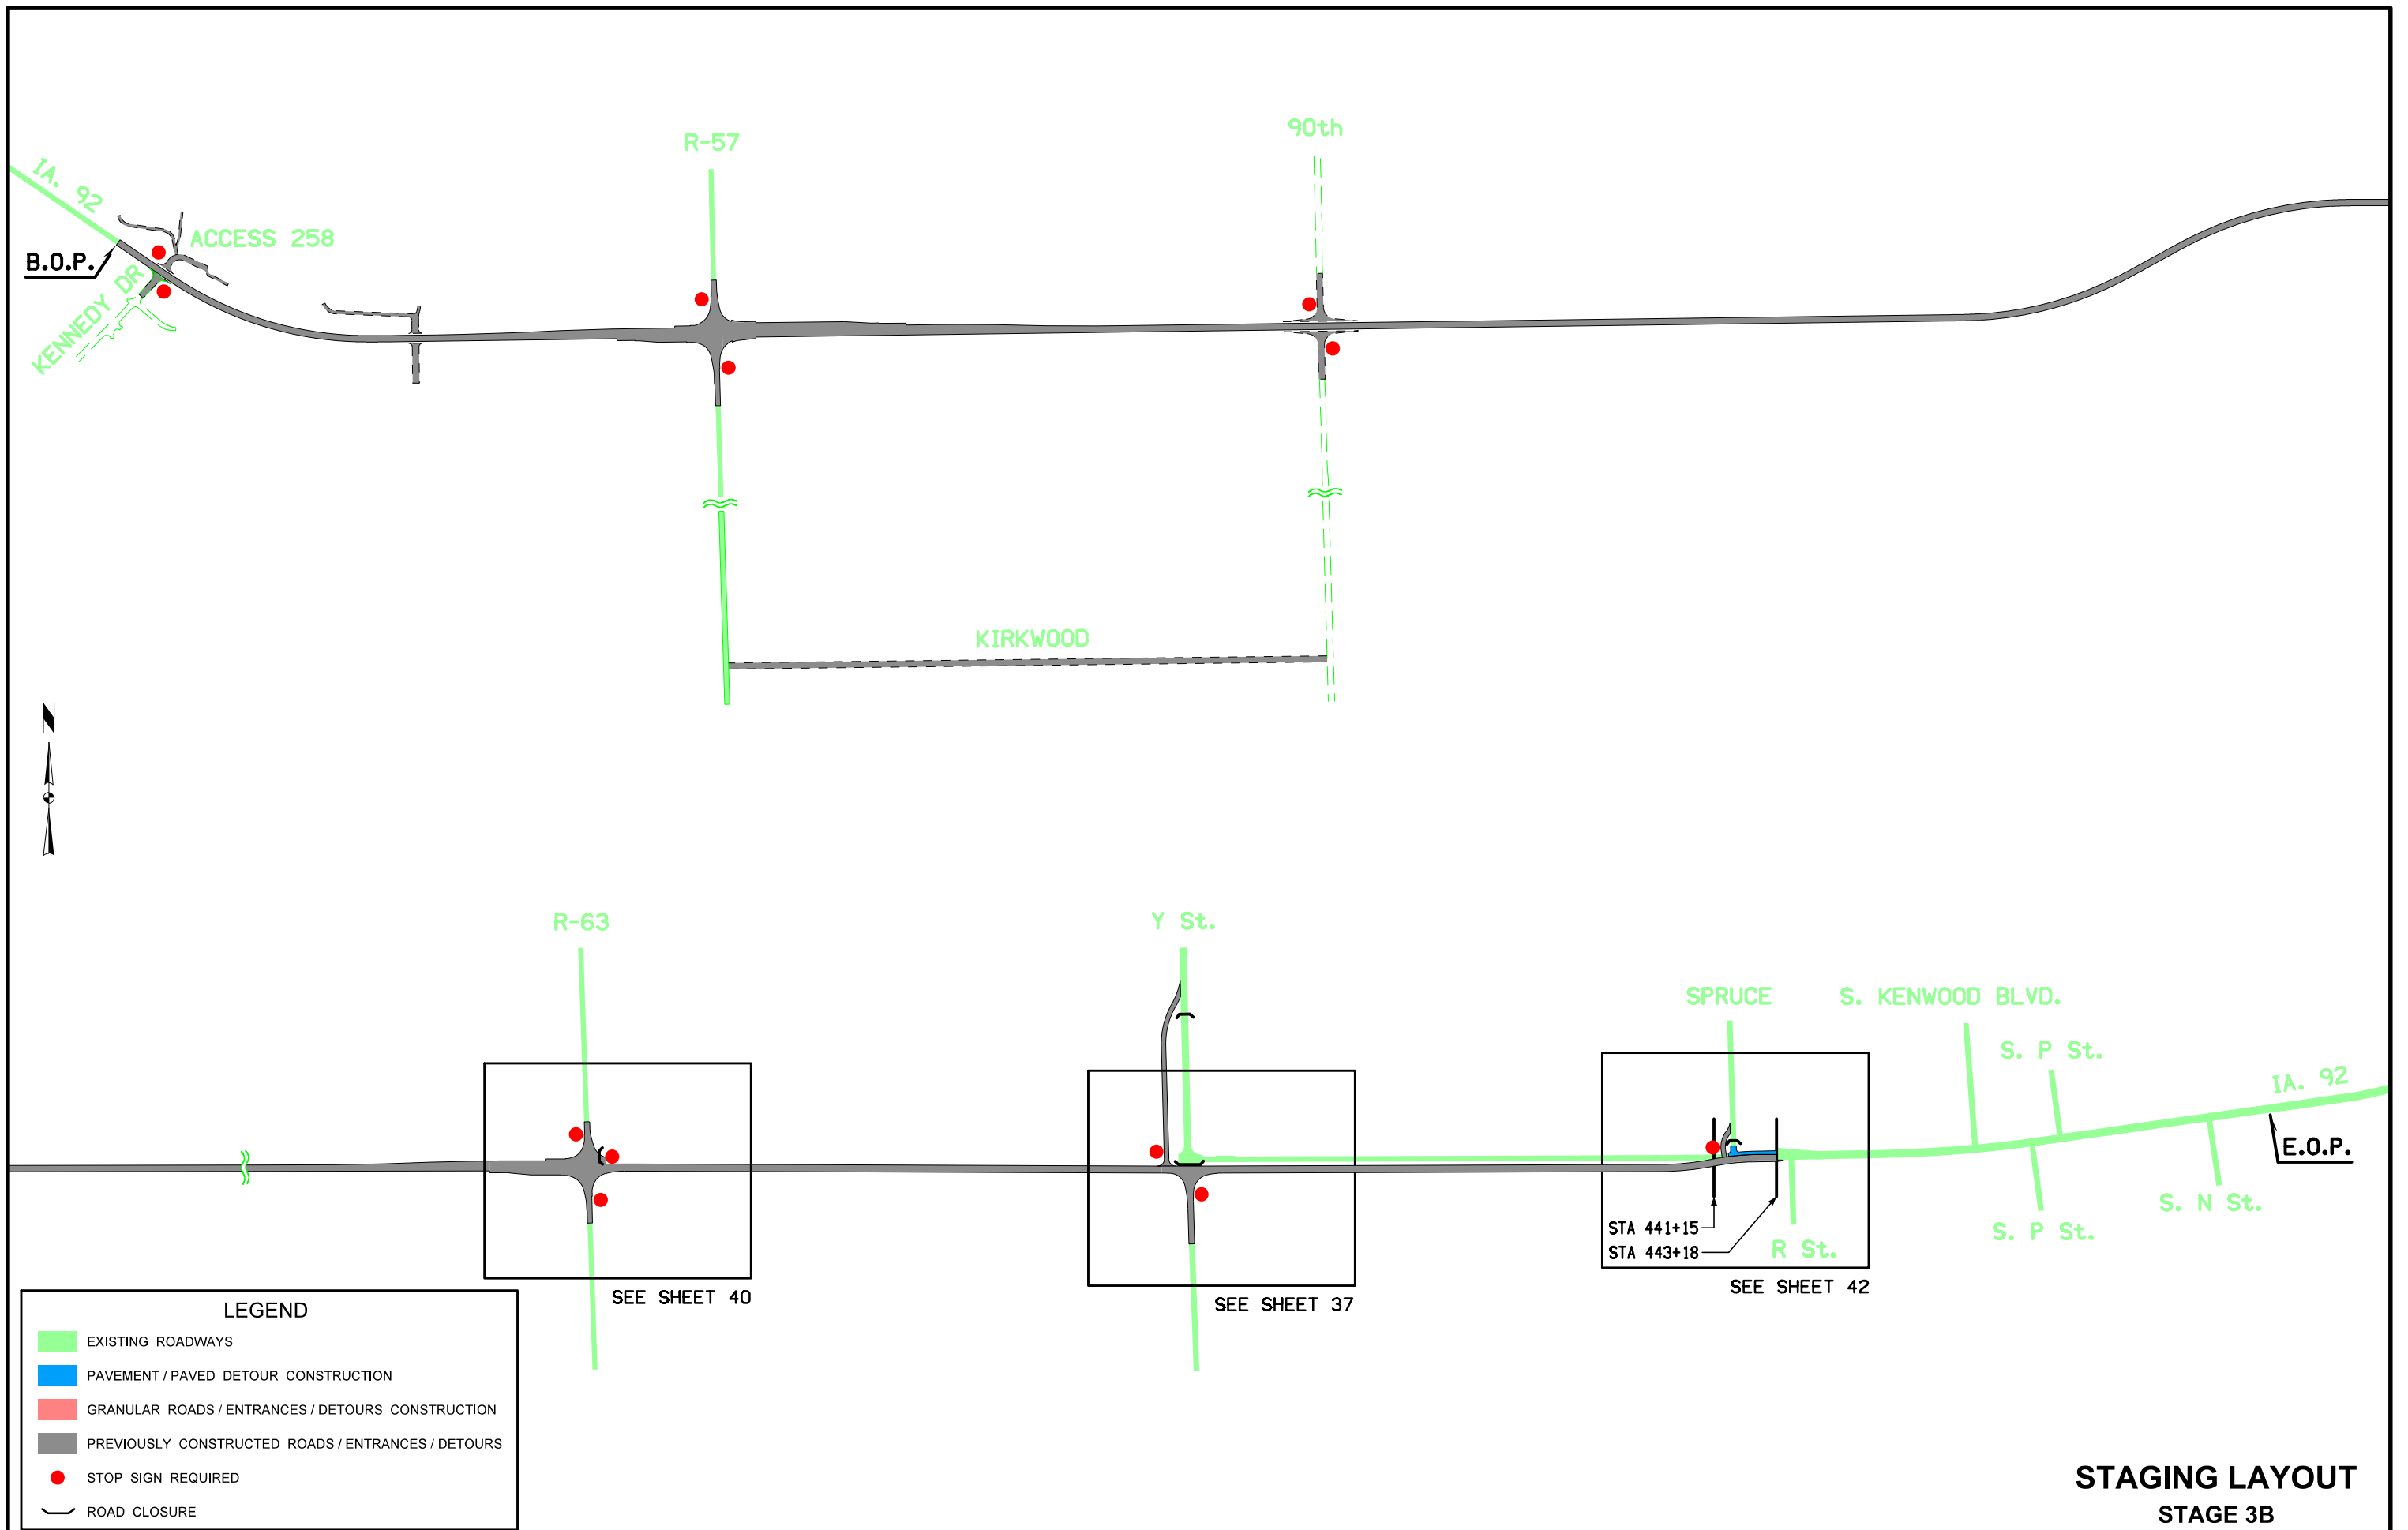 R-57
90th
IA. 92
ACCESS 258
B.O.P.
KENNEDY DR
KIRKWOOD
N
R-63
Y St.
SPRUCE
S. KENWOOD BLVD.
S. P St.
IA. 92
E.O.P.
S. N St.
S. P St.
STA 441+15
STA 443+18
R St.
SEE SHEET 40
SEE SHEET 37
SEE SHEET 42
LEGEND
EXISTING ROADWAYS
PAVEMENT / PAVED DETOUR CONSTRUCTION
GRANULAR ROADS / ENTRANCES / DETOURS CONSTRUCTION
PREVIOUSLY CONSTRUCTED ROADS / ENTRANCES / DETOURS
STOP SIGN REQUIRED
ROAD CLOSURE
STAGING LAYOUT
STAGE 3B